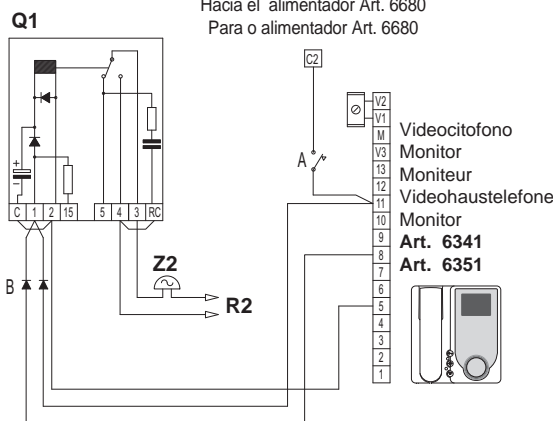 Hacia el alimentador Art. 6680
Para o alimentador Art. 6680
Q1
C2
V2
V1
M
V3
13
12
11
10
9
8
7
6
5
4
3
2
1
Videocitofono
Monitor
Moniteur
Videohaustelefone
Monitor
Art. 6341
Art. 6351
A
+
–
C 1 2 15 5 4 3 RC
Z2
B
R2